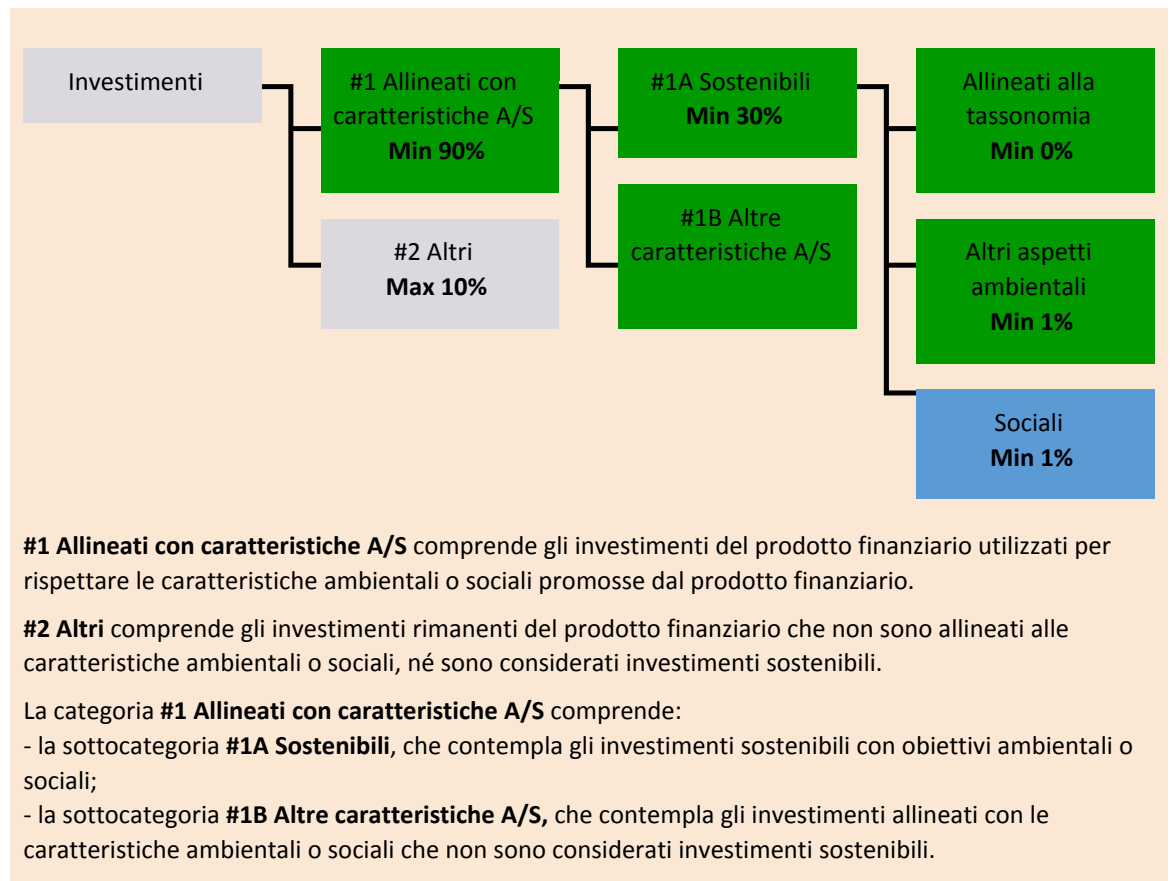 Investimenti
#1 Allineati con
caratteristiche A/S
Min 90%
#2 Altri
Max 10%
#1A Sostenibili
Min 30%
#1B Altre
caratteristiche A/S
Allineati alla
tassonomia
Min 0%
Altri aspetti
ambientali
Min 1%
Sociali
Min 1%
#1 Allineati con caratteristiche A/S comprende gli investimenti del prodotto finanziario utilizzati per
rispettare le caratteristiche ambientali o sociali promosse dal prodotto finanziario.
#2 Altri comprende gli investimenti rimanenti del prodotto finanziario che non sono allineati alle
caratteristiche ambientali o sociali, né sono considerati investimenti sostenibili.
La categoria #1 Allineati con caratteristiche A/S comprende:
- la sottocategoria #1A Sostenibili, che contempla gli investimenti sostenibili con obiettivi ambientali o
sociali;
- la sottocategoria #1B Altre caratteristiche A/S, che contempla gli investimenti allineati con le
caratteristiche ambientali o sociali che non sono considerati investimenti sostenibili.